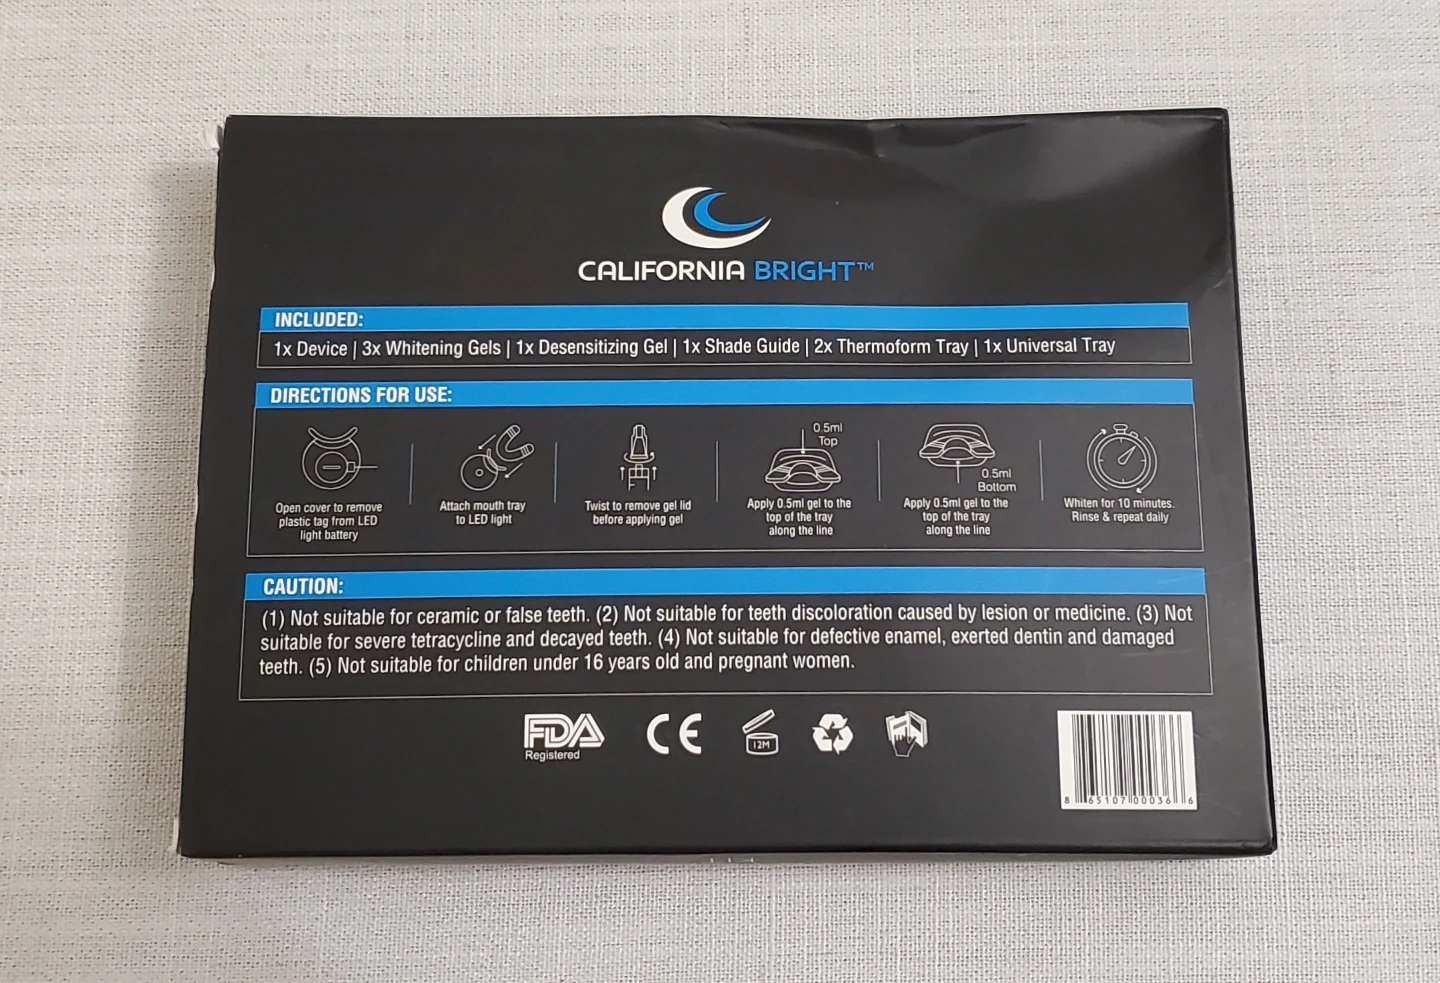 CALIFORNIA BRIGHT™
INCLUDED:
1x Device | 3x Whitening Gels | 1x Desensitizing Gel | 1x Shade Guide | 2x Thermoform Tray | 1x Universal Tray
DIRECTIONS FOR USE:
Open cover to remove
plastic tag from LED
light battery
Attach mouth tray
to LED light
Twist to remove gel lid
before applying gel
0.5ml
Top
Apply 0.5ml gel to the
top of the tray
along the line
0.5ml
Bottom
Apply 0.5ml gel to the
top of the tray
along the line
Whiten for 10 minutes.
Rinse & repeat daily
CAUTION:
(1) Not suitable for ceramic or false teeth. (2) Not suitable for teeth discoloration caused by lesion or medicine. (3) Not
suitable for severe tetracycline and decayed teeth. (4) Not suitable for defective enamel, exerted dentin and damaged
teeth. (5) Not suitable for children under 16 years old and pregnant women.
FDA
Registered
CE
12M
8 65107 00036 6